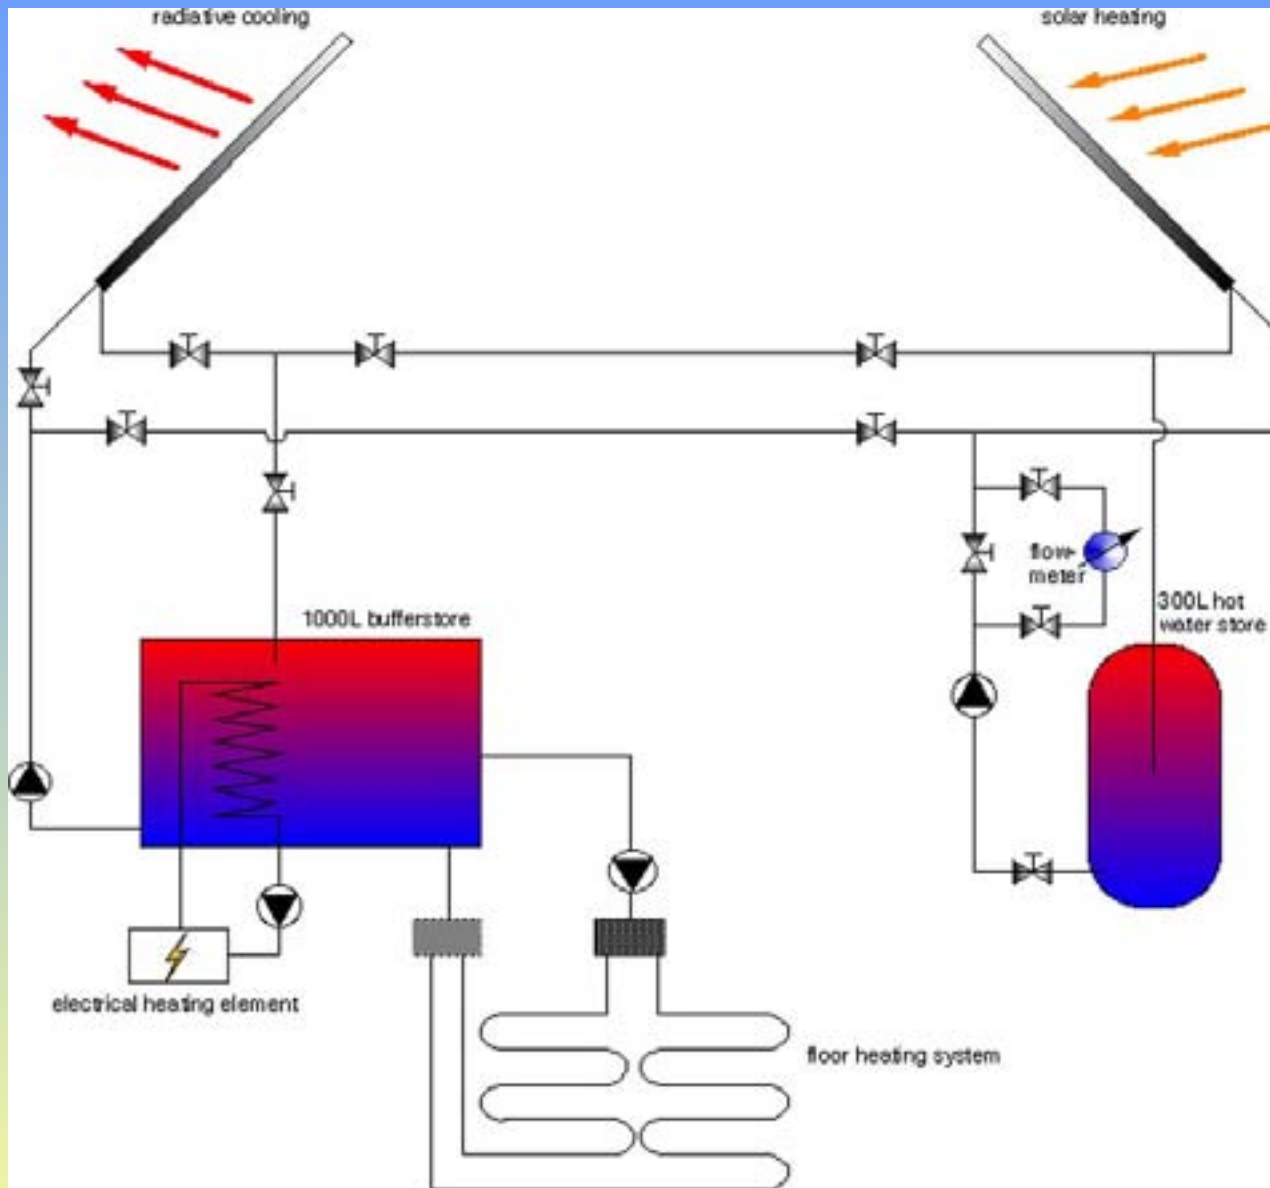 radiative cooling
solar heating
flow-
meter
1000L bufferstore
300L hot
water store
electrical heating element
floor heating system